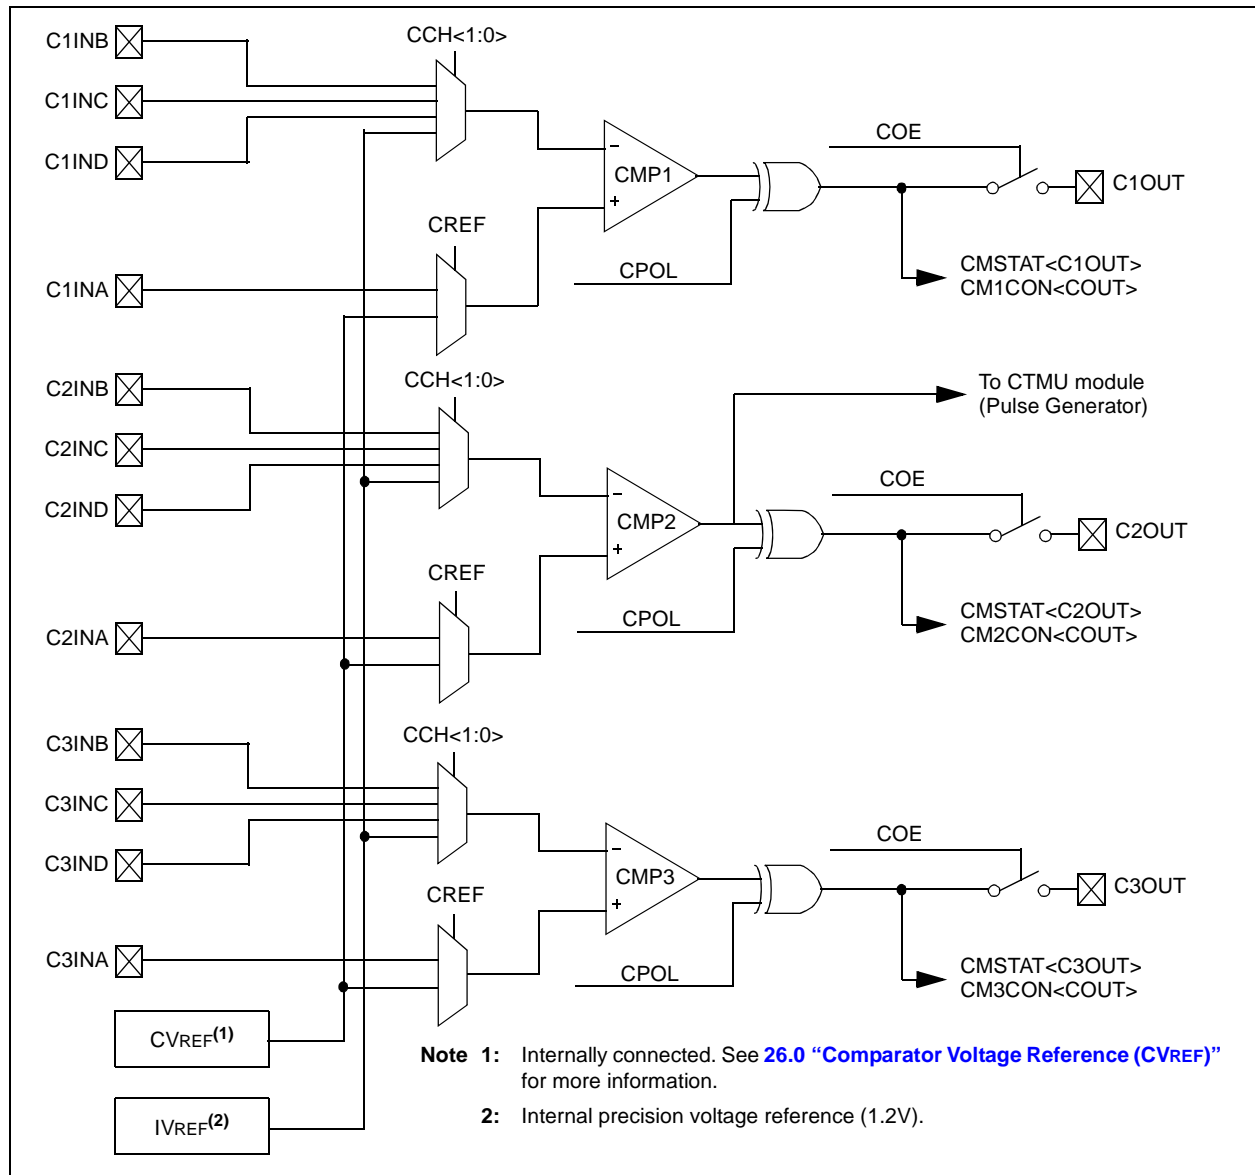 CCH<1:0>
C1INB
C1INC
C1IND
COE
CMP1
–
+
C1OUT
CREF
CPOL
C1INA
CMSTAT<C1OUT>
CM1CON<COUT>
C2INB
CCH<1:0>
To CTMU module
(Pulse Generator)
C2INC
C2IND
COE
CMP2
–
+
C2OUT
CREF
CPOL
C2INA
CMSTAT<C2OUT>
CM2CON<COUT>
C3INB
CCH<1:0>
C3INC
C3IND
COE
CMP3
–
+
C3OUT
CREF
CPOL
C3INA
CMSTAT<C3OUT>
CM3CON<COUT>
CVREF(1)
IVREF(2)
Note 1: Internally connected. See 26.0 “Comparator Voltage Reference (CVREF)”
for more information.
2: Internal precision voltage reference (1.2V).